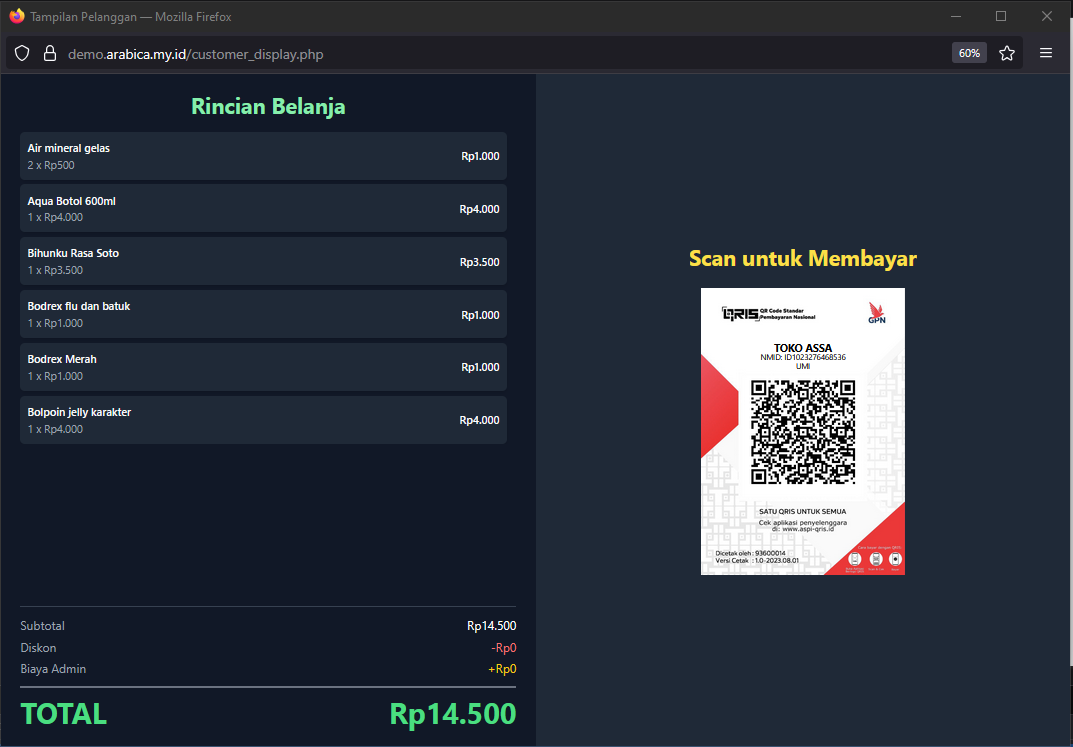 Tampilan Pelanggan — Mozilla Firefox
demo.arabica.my.id/customer_display.php
60%
Rincian Belanja
Air mineral gelas
2 x Rp500
Rp1.000
Aqua Botol 600ml
1 x Rp4.000
Rp4.000
Bihunku Rasa Soto
1 x Rp3.500
Rp3.500
Bodrex flu dan batuk
1 x Rp1.000
Rp1.000
Bodrex Merah
1 x Rp1.000
Rp1.000
Bolpoin jelly karakter
1 x Rp4.000
Rp4.000
Subtotal
Rp14.500
Diskon
-Rp0
Biaya Admin
+Rp0
TOTAL
Rp14.500
Scan untuk Membayar
QRIS
QR Code Standar
Pembayaran Nasional
GPN
TOKO ASSA
NMID: ID1023276468536
UMI
SATU QRIS UNTUK SEMUA
Cek aplikasi penyelenggara
di: www.aspi-qris.id
Dicetak oleh : 93600014
Versi Cetak : 1.0-2023.08.01